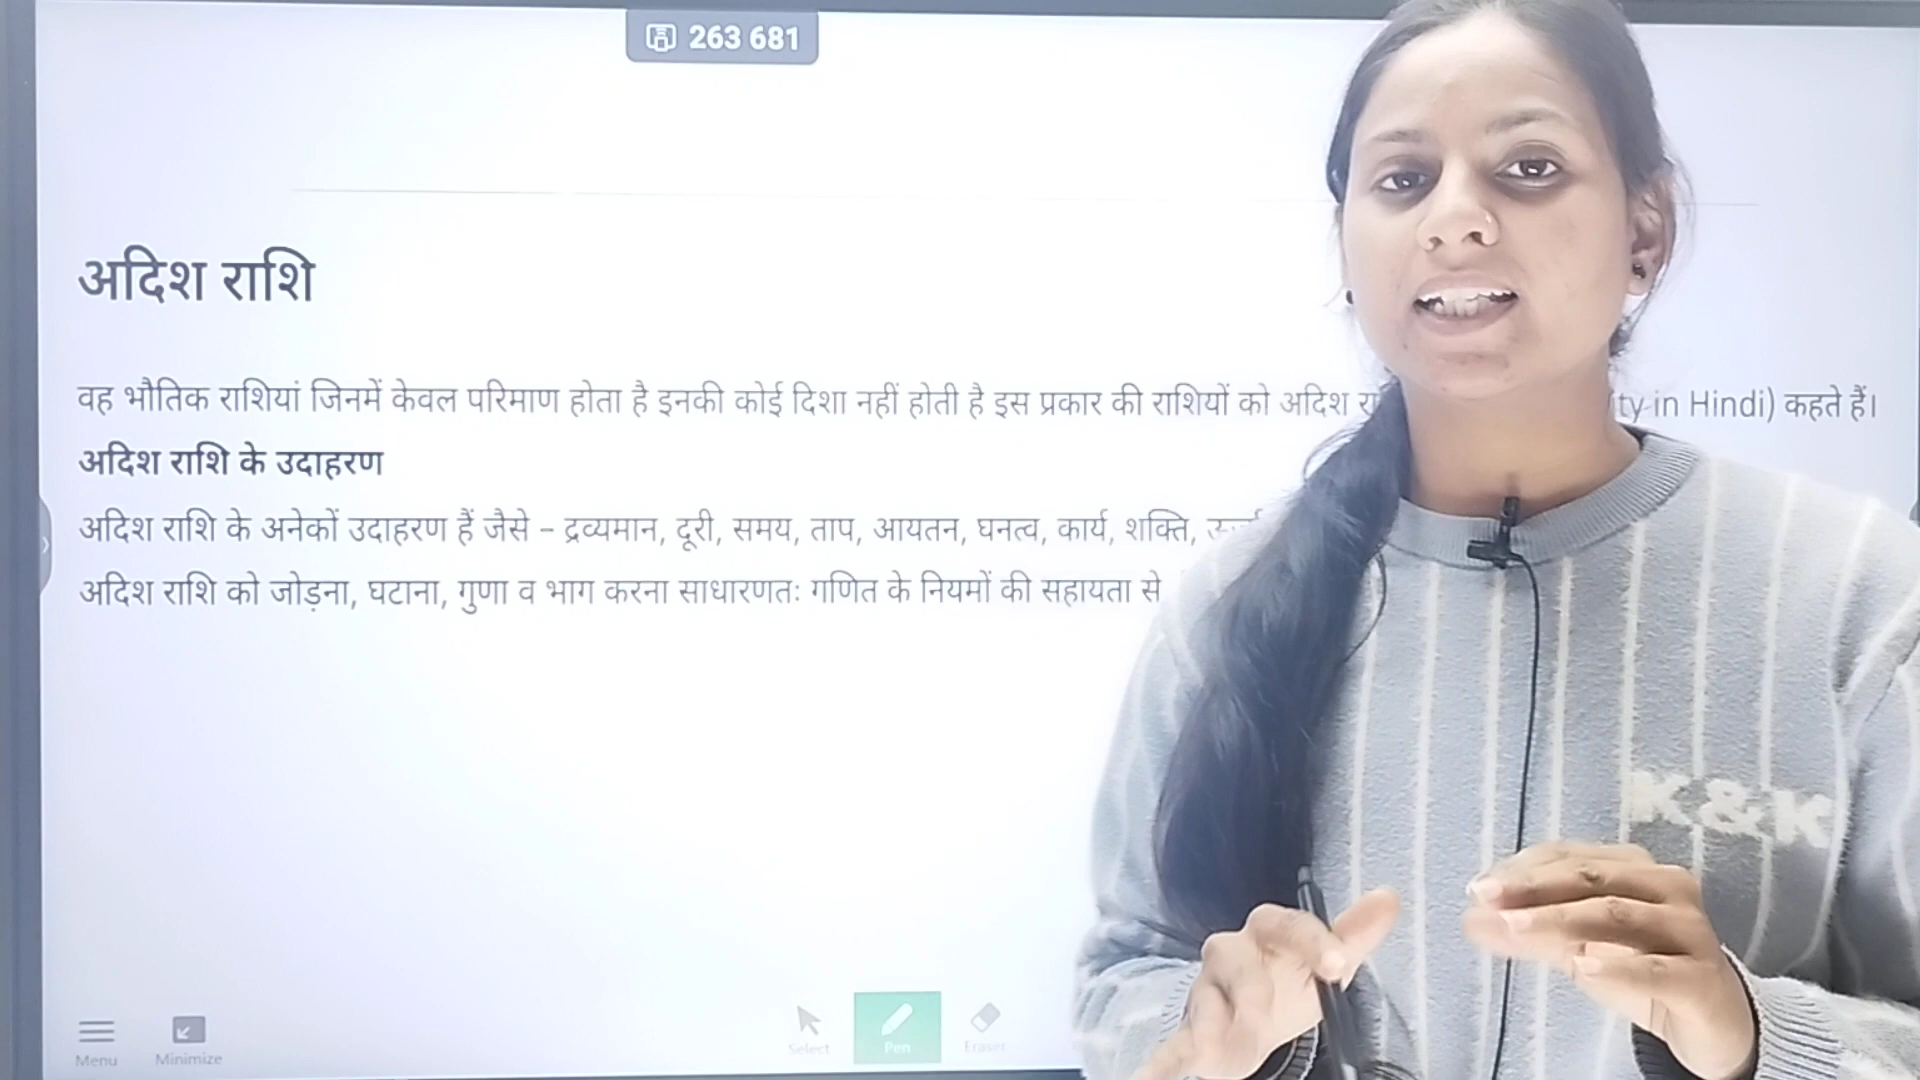 263 681
अदिश राशि
वह भौतिक राशियां जिनमें केवल परिमाण होता है इनकी कोई दिशा नहीं होती है इस प्रकार की राशियों को अदिश ty in Hindi) कहते हैं।
अदिश राशि के उदाहरण
अदिश राशि के अनेकों उदाहरण हैं जैसे – द्रव्यमान, दूरी, समय, ताप, आयतन, घनत्व, कार्य, शक्ति,
अदिश राशि को जोड़ना, घटाना, गुणा व भाग करना साधारणतः गणित के नियमों की सहायता से
K&K
Menu Minimize Select Pen Eraser